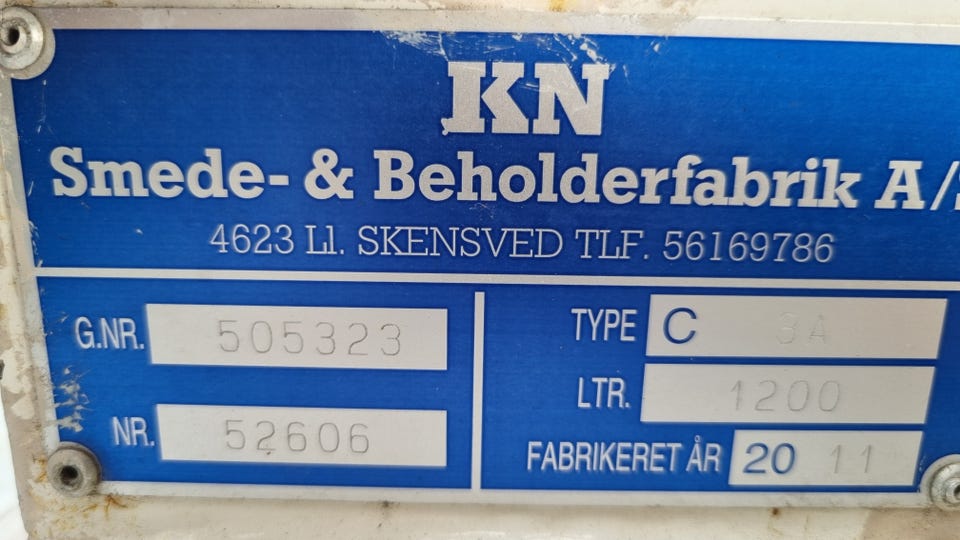 KN
Smede- & Beholderfabrik A/S
4623 Ll. SKENSVED TLF. 56169786
G.NR. 505323
NR. 52606
TYPE C 3A
LTR. 1200
FABRIKERET ÅR 20 11